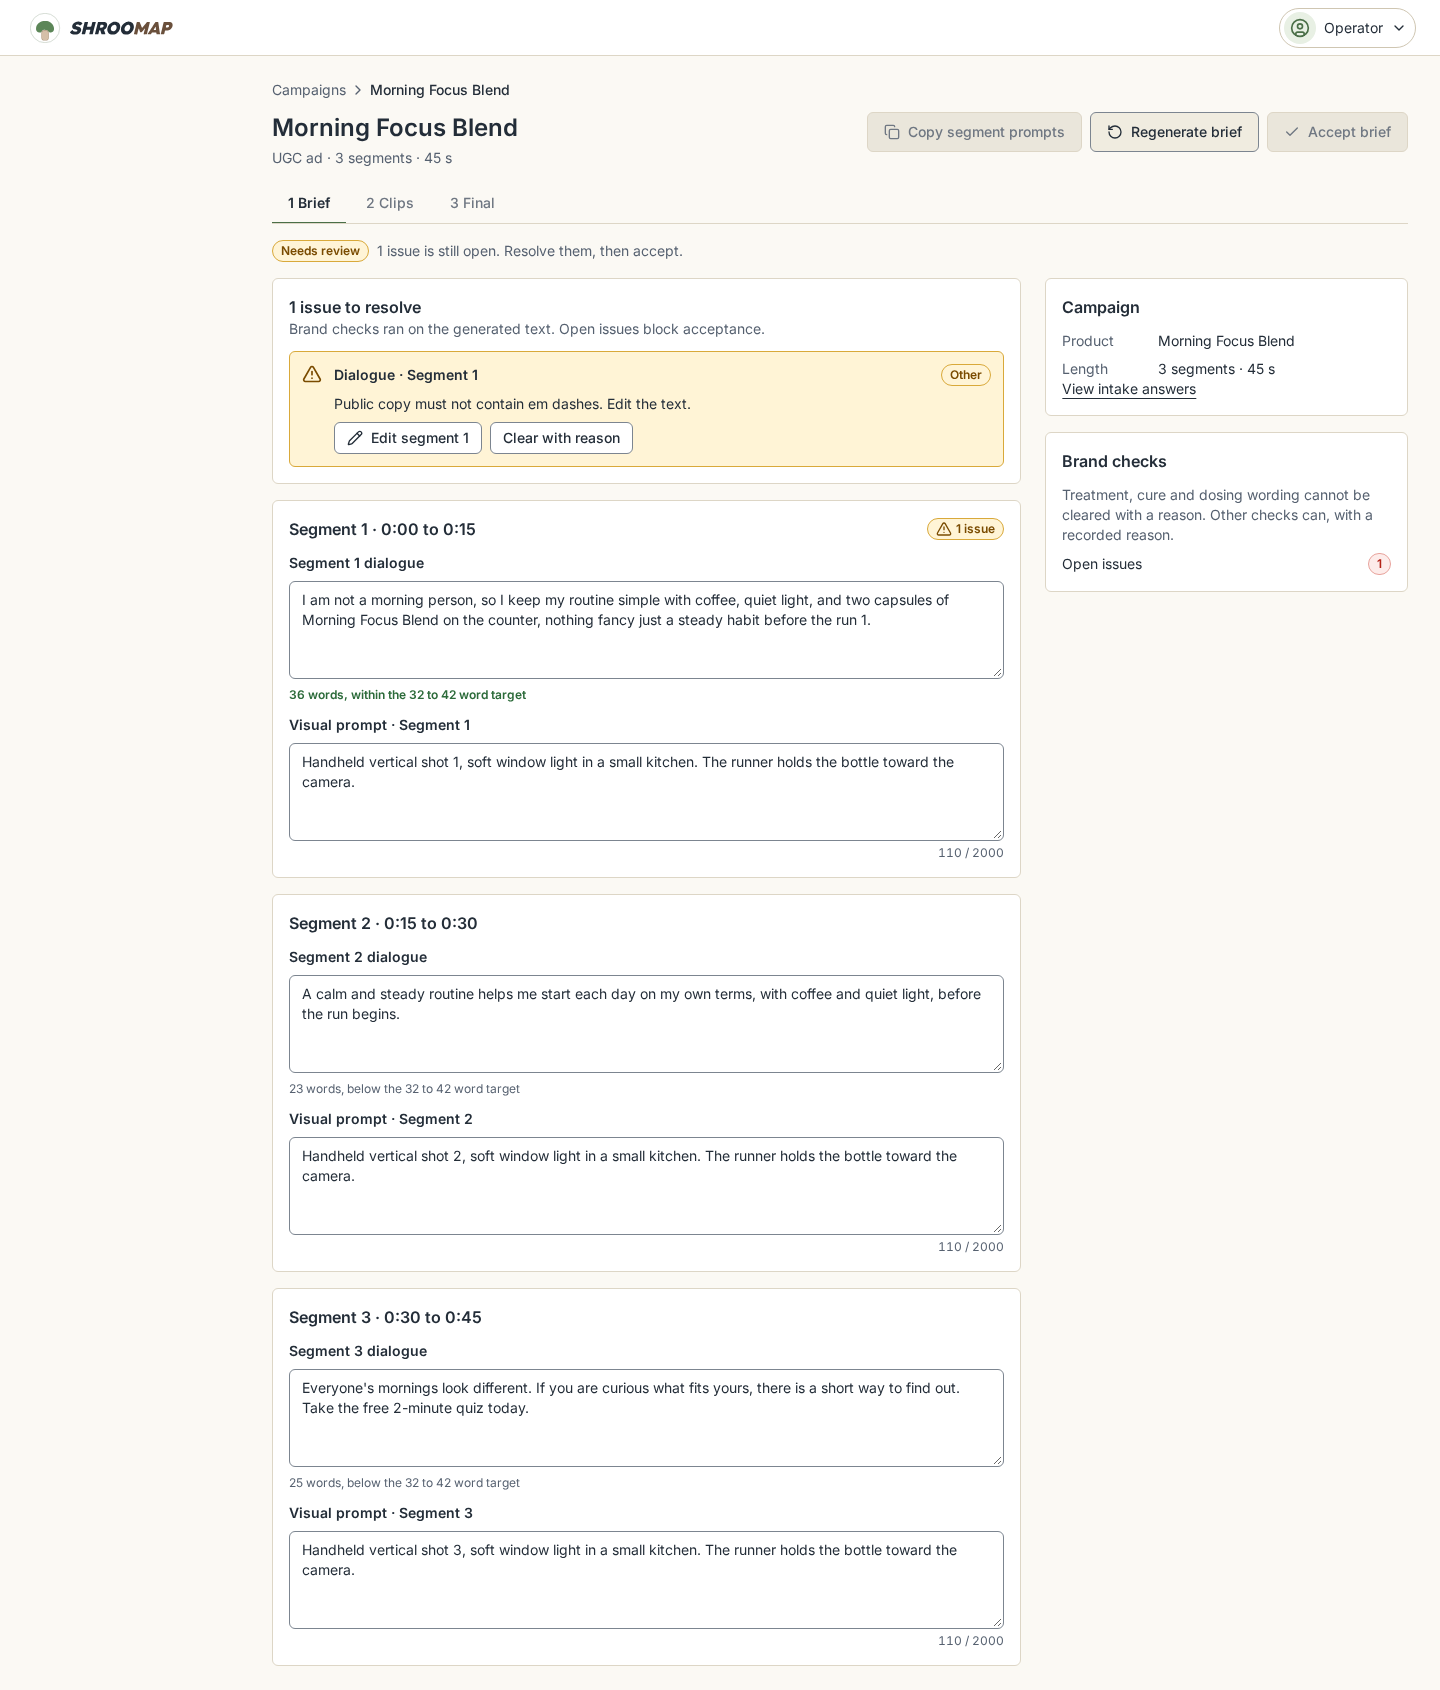 SHROOMAP
Operator
Campaigns > Morning Focus Blend
Morning Focus Blend
UGC ad · 3 segments · 45 s
Copy segment prompts
Regenerate brief
Accept brief
1 Brief
2 Clips
3 Final
Needs review
1 issue is still open. Resolve them, then accept.
1 issue to resolve
Brand checks ran on the generated text. Open issues block acceptance.
Dialogue · Segment 1
Other
Public copy must not contain em dashes. Edit the text.
Edit segment 1
Clear with reason
Segment 1 · 0:00 to 0:15
1 issue
Segment 1 dialogue
I am not a morning person, so I keep my routine simple with coffee, quiet light, and two capsules of
Morning Focus Blend on the counter, nothing fancy just a steady habit before the run 1.
36 words, within the 32 to 42 word target
Visual prompt · Segment 1
Handheld vertical shot 1, soft window light in a small kitchen. The runner holds the bottle toward the
camera.
110 / 2000
Segment 2 · 0:15 to 0:30
Segment 2 dialogue
A calm and steady routine helps me start each day on my own terms, with coffee and quiet light, before
the run begins.
23 words, below the 32 to 42 word target
Visual prompt · Segment 2
Handheld vertical shot 2, soft window light in a small kitchen. The runner holds the bottle toward the
camera.
110 / 2000
Segment 3 · 0:30 to 0:45
Segment 3 dialogue
Everyone's mornings look different. If you are curious what fits yours, there is a short way to find out.
Take the free 2-minute quiz today.
25 words, below the 32 to 42 word target
Visual prompt · Segment 3
Handheld vertical shot 3, soft window light in a small kitchen. The runner holds the bottle toward the
camera.
110 / 2000
Campaign
Product Morning Focus Blend
Length 3 segments · 45 s
View intake answers
Brand checks
Treatment, cure and dosing wording cannot be
cleared with a reason. Other checks can, with a
recorded reason.
Open issues 1